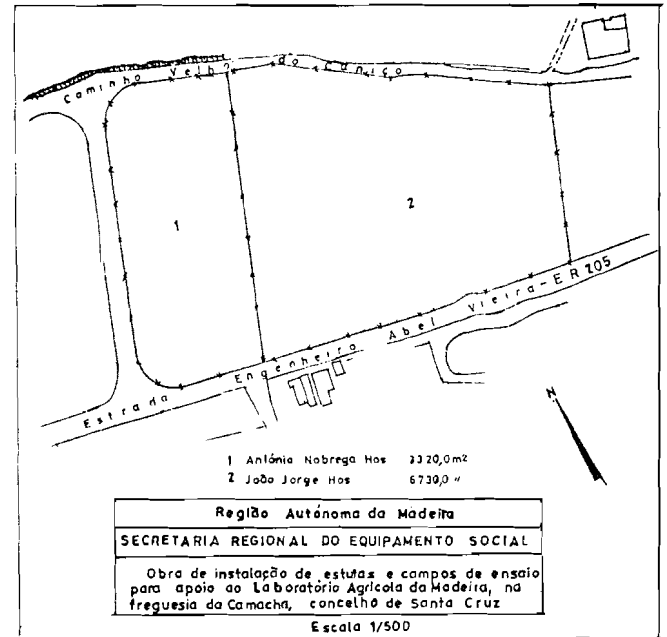 Caminho Velho do Caniço
1
2
Estrada Engenheiro Abel Vieira-ER 205
N
1 Antónia Nobrega Hos 3320,0m²
2 João Jorge Hos 6730,0 "
Região Autónoma da Madeira
SECRETARIA REGIONAL DO EQUIPAMENTO SOCIAL
Obra de instalação de estufas e campos de ensaio
para apoio ao Laboratório Agrícola da Madeira, na
freguesia da Camacha, concelho de Santa Cruz
Escala 1/500